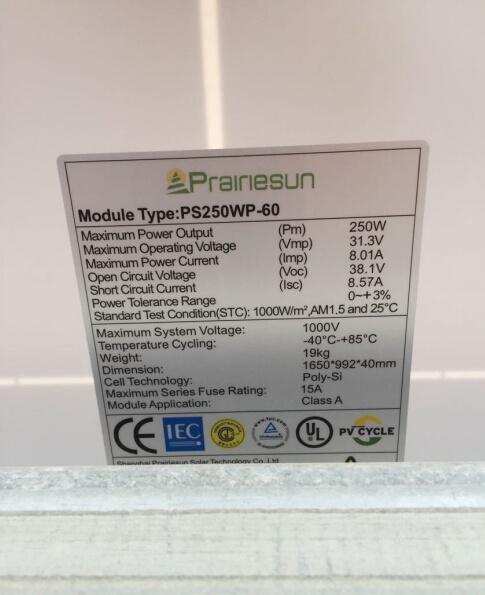 Prairiesun
Module Type:PS250WP-60
Maximum Power Output (Pm) 250W
Maximum Operating Voltage (Vmp) 31.3V
Maximum Power Current (Imp) 8.01A
Open Circuit Voltage (Voc) 38.1V
Short Circuit Current (Isc) 8.57A
Power Tolerance Range 0~+3%
Standard Test Condition(STC): 1000W/m²,AM1.5 and 25°C
Maximum System Voltage: 1000V
Temperature Cycling: -40°C-+85°C
Weight: 19kg
Dimension: 1650*992*40mm
Cell Technology: Poly-Si
Maximum Series Fuse Rating: 15A
Module Application: Class A
CE IEC UL PV CYCLE
Shanghai Prairiesun Solar Technology Co.,Ltd